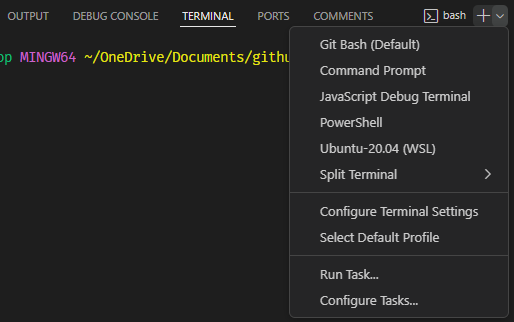 OUTPUT DEBUG CONSOLE TERMINAL PORTS COMMENTS bash
op MINGW64 ~/OneDrive/Documents/githu
Git Bash (Default)
Command Prompt
JavaScript Debug Terminal
PowerShell
Ubuntu-20.04 (WSL)
Split Terminal
Configure Terminal Settings
Select Default Profile
Run Task...
Configure Tasks...